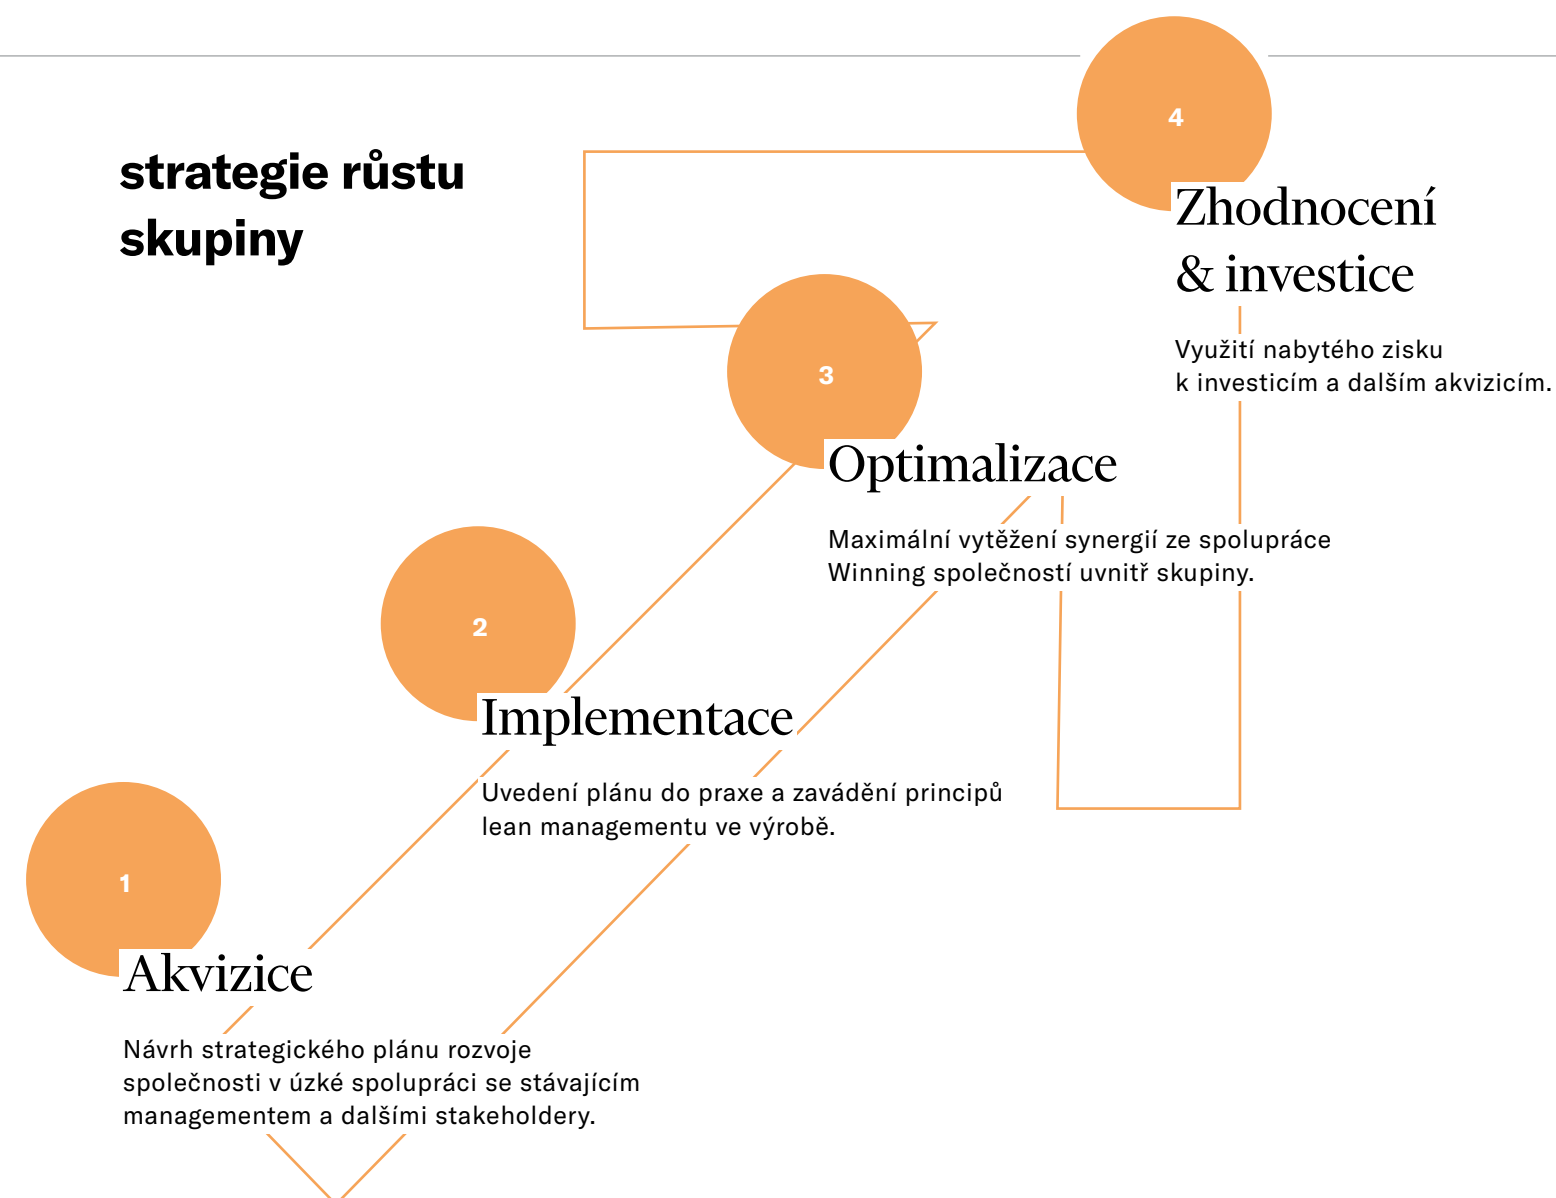 strategie růstu
skupiny
4
Zhodnocení
& investice
Využití nabytého zisku
k investicím a dalším akvizicím.
3
Optimalizace
Maximální vytěžení synergií ze spolupráce
Winning společností uvnitř skupiny.
2
Implementace
Uvedení plánu do praxe a zavádění principů
lean managementu ve výrobě.
1
Akvizice
Návrh strategického plánu rozvoje
společnosti v úzké spolupráci se stávajícím
managementem a dalšími stakeholdery.